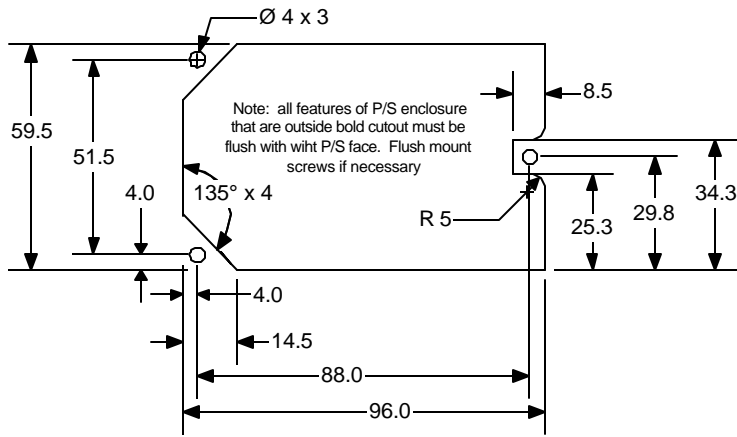 Ø 4 x 3
8.5
Note: all features of P/S enclosure
that are outside bold cutout must be
flush with wiht P/S face. Flush mount
screws if necessary
59.5
51.5
4.0
135° x 4
R 5
25.3
29.8
34.3
4.0
14.5
88.0
96.0